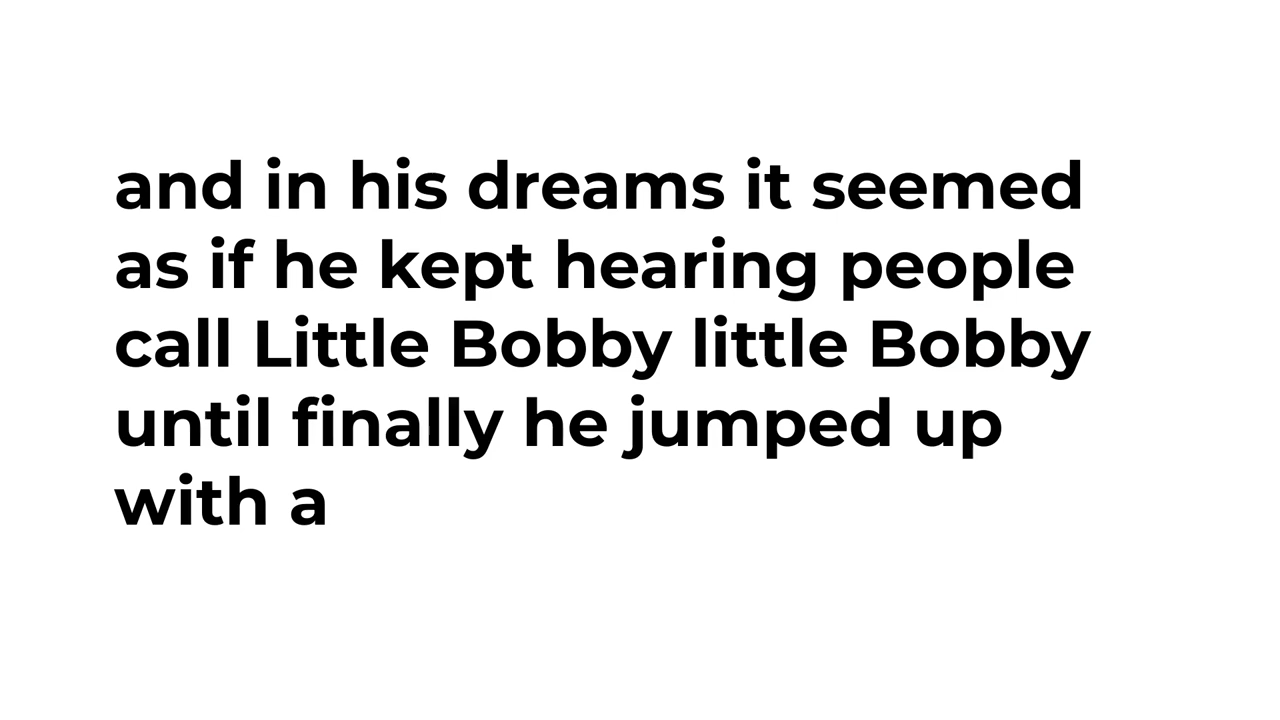 and in his dreams it seemed
as if he kept hearing people
call Little Bobby little Bobby
until finally he jumped up
with a